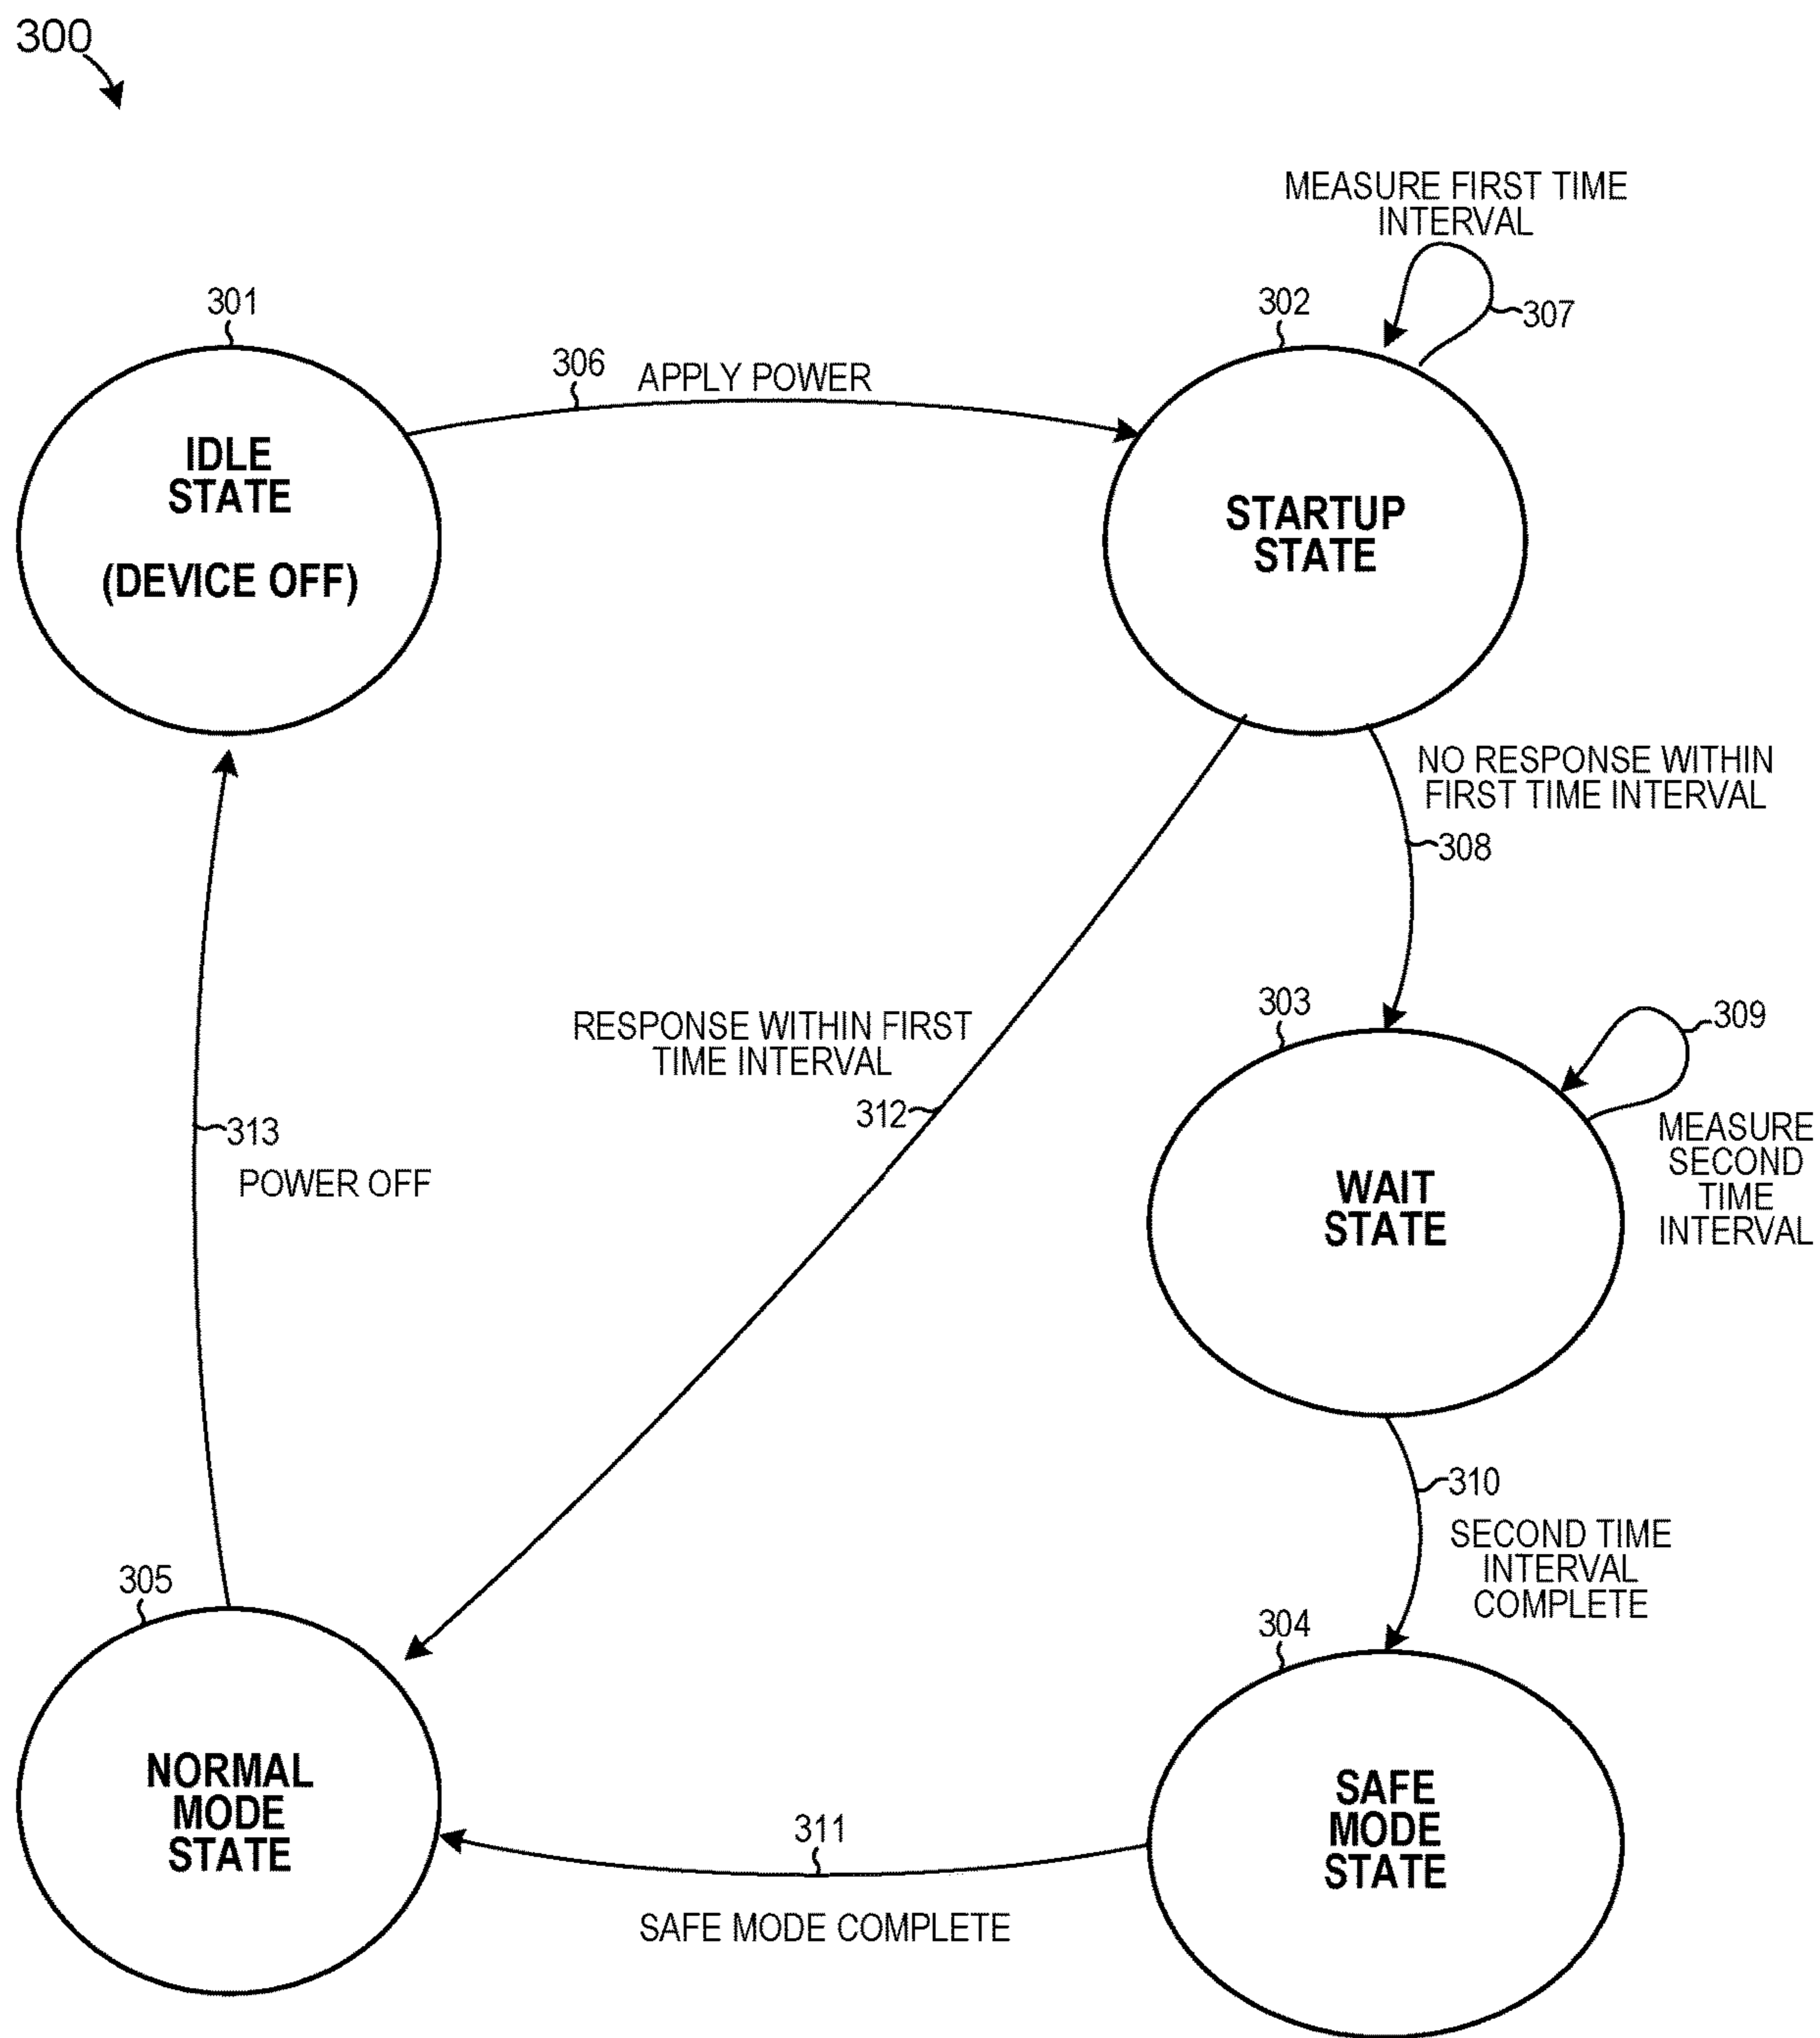 300
MEASURE FIRST TIME
INTERVAL
301
302
307
306
APPLY POWER
IDLE
STATE
(DEVICE OFF)
STARTUP
STATE
NO RESPONSE WITHIN
FIRST TIME INTERVAL
308
303
309
RESPONSE WITHIN FIRST
TIME INTERVAL
312
313
POWER OFF
MEASURE
SECOND
TIME
INTERVAL
WAIT
STATE
310
SECOND TIME
INTERVAL
COMPLETE
305
304
NORMAL
MODE
STATE
SAFE
MODE
STATE
311
SAFE MODE COMPLETE